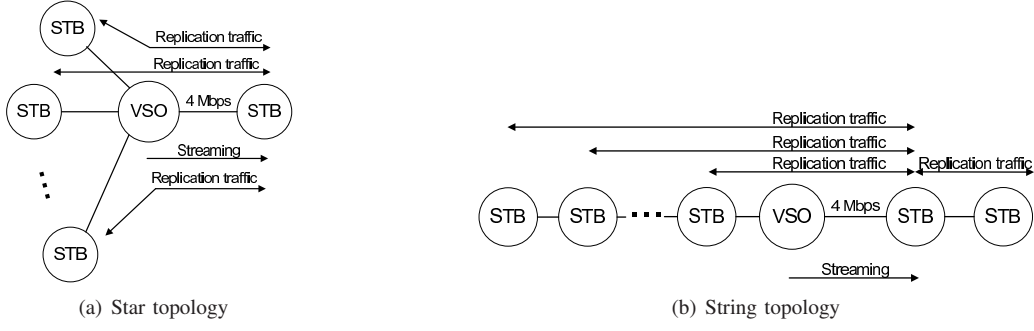 STB
Replication traffic
Replication traffic
STB
VSO
4 Mbps
STB
Streaming
Replication traffic
STB
(a) Star topology
Replication traffic
Replication traffic
Replication traffic
Replication traffic
STB
STB
STB
VSO
4 Mbps
STB
STB
Streaming
(b) String topology